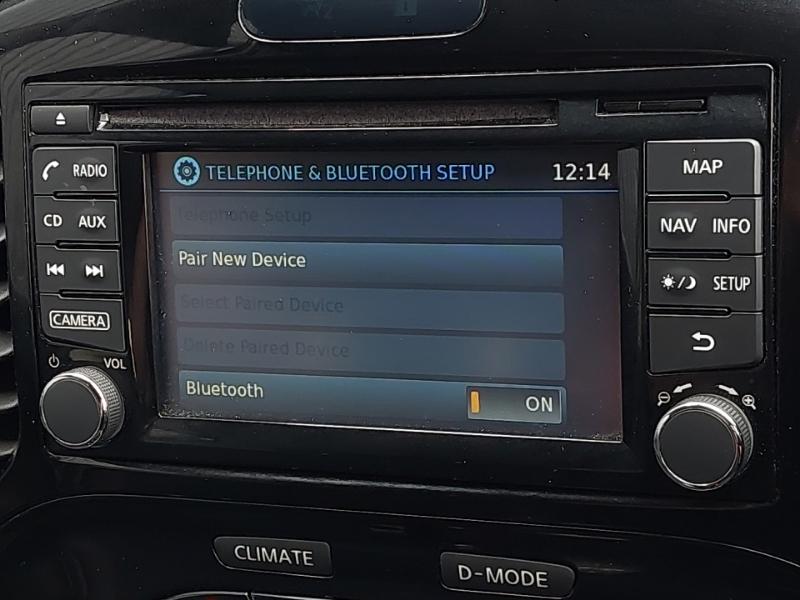 RADIO
CD AUX
CAMERA
VOL
TELEPHONE & BLUETOOTH SETUP 12:14
Telephone Setup
Pair New Device
Select Paired Device
Delete Paired Device
Bluetooth ON
MAP
NAV INFO
SETUP
CLIMATE
D-MODE